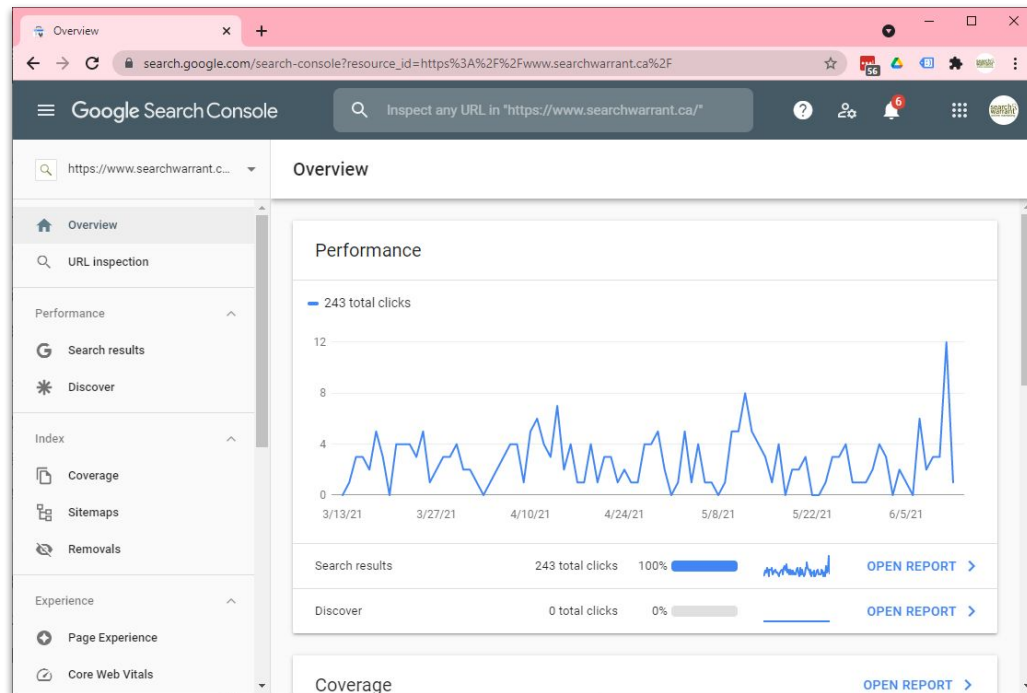 Overview
search.google.com/search-console?resource_id=https%3A%2F%2Fwww.searchwarrant.ca%2F
56
Google Search Console
Inspect any URL in "https://www.searchwarrant.ca/"
6
search warrant
https://www.searchwarrant.c...
Overview
Overview
URL inspection
Performance
Search results
Discover
Index
Coverage
Sitemaps
Removals
Experience
Page Experience
Core Web Vitals
Performance
243 total clicks
12
8
4
0
3/13/21 3/27/21 4/10/21 4/24/21 5/8/21 5/22/21 6/5/21
Search results 243 total clicks 100% OPEN REPORT
Discover 0 total clicks 0% OPEN REPORT
Coverage OPEN REPORT